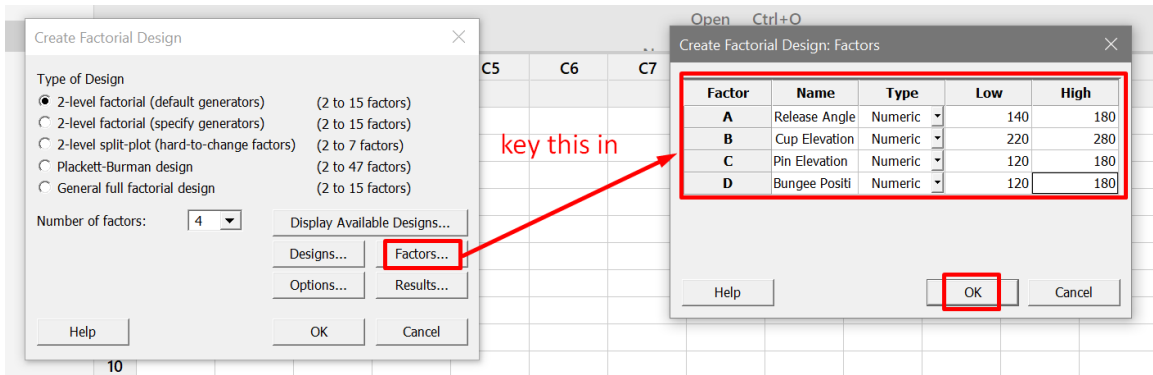 Open Ctrl+O
C5 C6 C7
10
Create Factorial Design
Type of Design
2-level factorial (default generators) (2 to 15 factors)
2-level factorial (specify generators) (2 to 15 factors)
2-level split-plot (hard-to-change factors) (2 to 7 factors)
Plackett-Burman design (2 to 47 factors)
General full factorial design (2 to 15 factors)
Number of factors: 4 Display Available Designs...
Designs... Factors...
Options... Results...
Help OK Cancel
key this in
Create Factorial Design: Factors
Factor Name Type Low High
A Release Angle Numeric 140 180
B Cup Elevation Numeric 220 280
C Pin Elevation Numeric 120 180
D Bungee Positi Numeric 120 180
Help OK Cancel